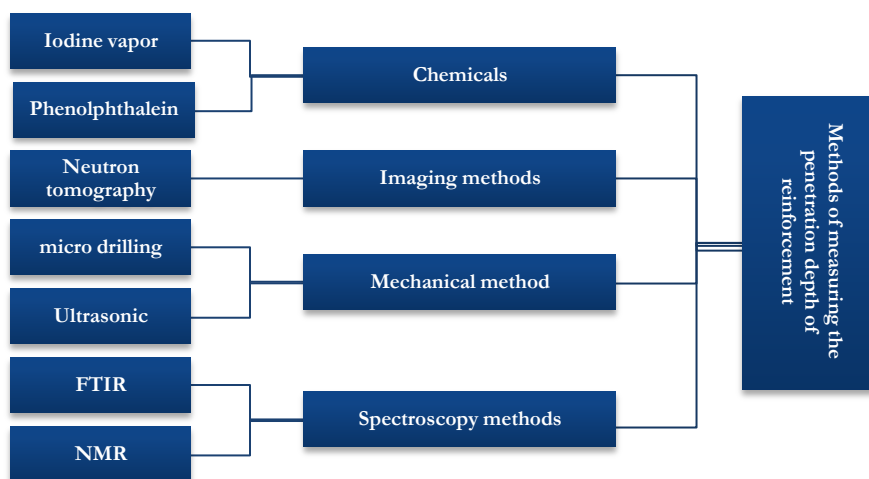 Iodine vapor
Phenolphthalein
Chemicals
Neutron
tomography
Imaging methods
micro drilling
Ultrasonic
Mechanical method
FTIR
NMR
Spectroscopy methods
Methods of measuring the
penetration depth of
reinforcement